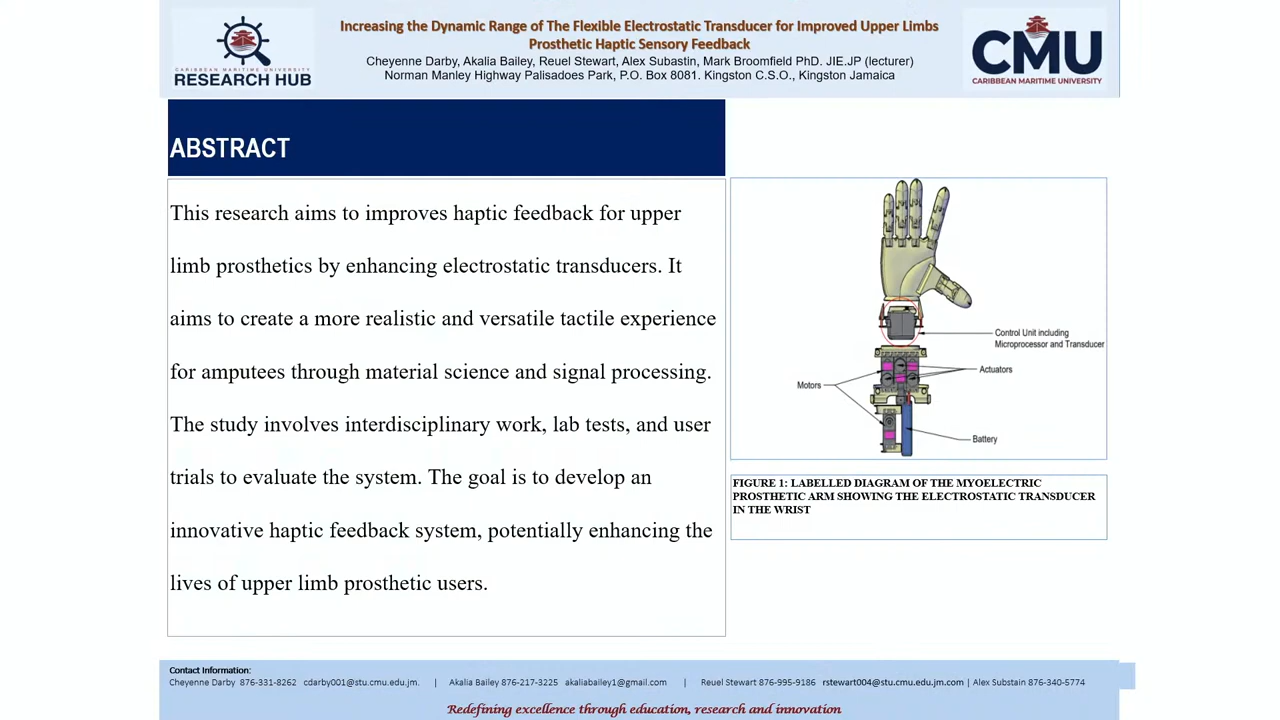 CARIBBEAN MARITIME UNIVERSITY
RESEARCH HUB
Increasing the Dynamic Range of The Flexible Electrostatic Transducer for Improved Upper Limbs
Prosthetic Haptic Sensory Feedback
Cheyenne Darby, Akalia Bailey, Reuel Stewart, Alex Subastin, Mark Broomfield PhD. JIE.JP (lecturer)
Norman Manley Highway Palisadoes Park, P.O. Box 8081. Kingston C.S.O., Kingston Jamaica
CMU
CARIBBEAN MARITIME UNIVERSITY
ABSTRACT
This research aims to improves haptic feedback for upper
limb prosthetics by enhancing electrostatic transducers. It
aims to create a more realistic and versatile tactile experience
for amputees through material science and signal processing.
The study involves interdisciplinary work, lab tests, and user
trials to evaluate the system. The goal is to develop an
innovative haptic feedback system, potentially enhancing the
lives of upper limb prosthetic users.
Control Unit including
Microprocessor and Transducer
Actuators
Motors
Battery
FIGURE 1: LABELLED DIAGRAM OF THE MYOELECTRIC
PROSTHETIC ARM SHOWING THE ELECTROSTATIC TRANSDUCER
IN THE WRIST
Contact Information:
Cheyenne Darby 876-331-8262 cdarby001@stu.cmu.edu.jm. | Akalia Bailey 876-217-3225 akaliabailey1@gmail.com | Reuel Stewart 876-995-9186 rstewart004@stu.cmu.edu.jm.com | Alex Substain 876-340-5774
Redefining excellence through education, research and innovation